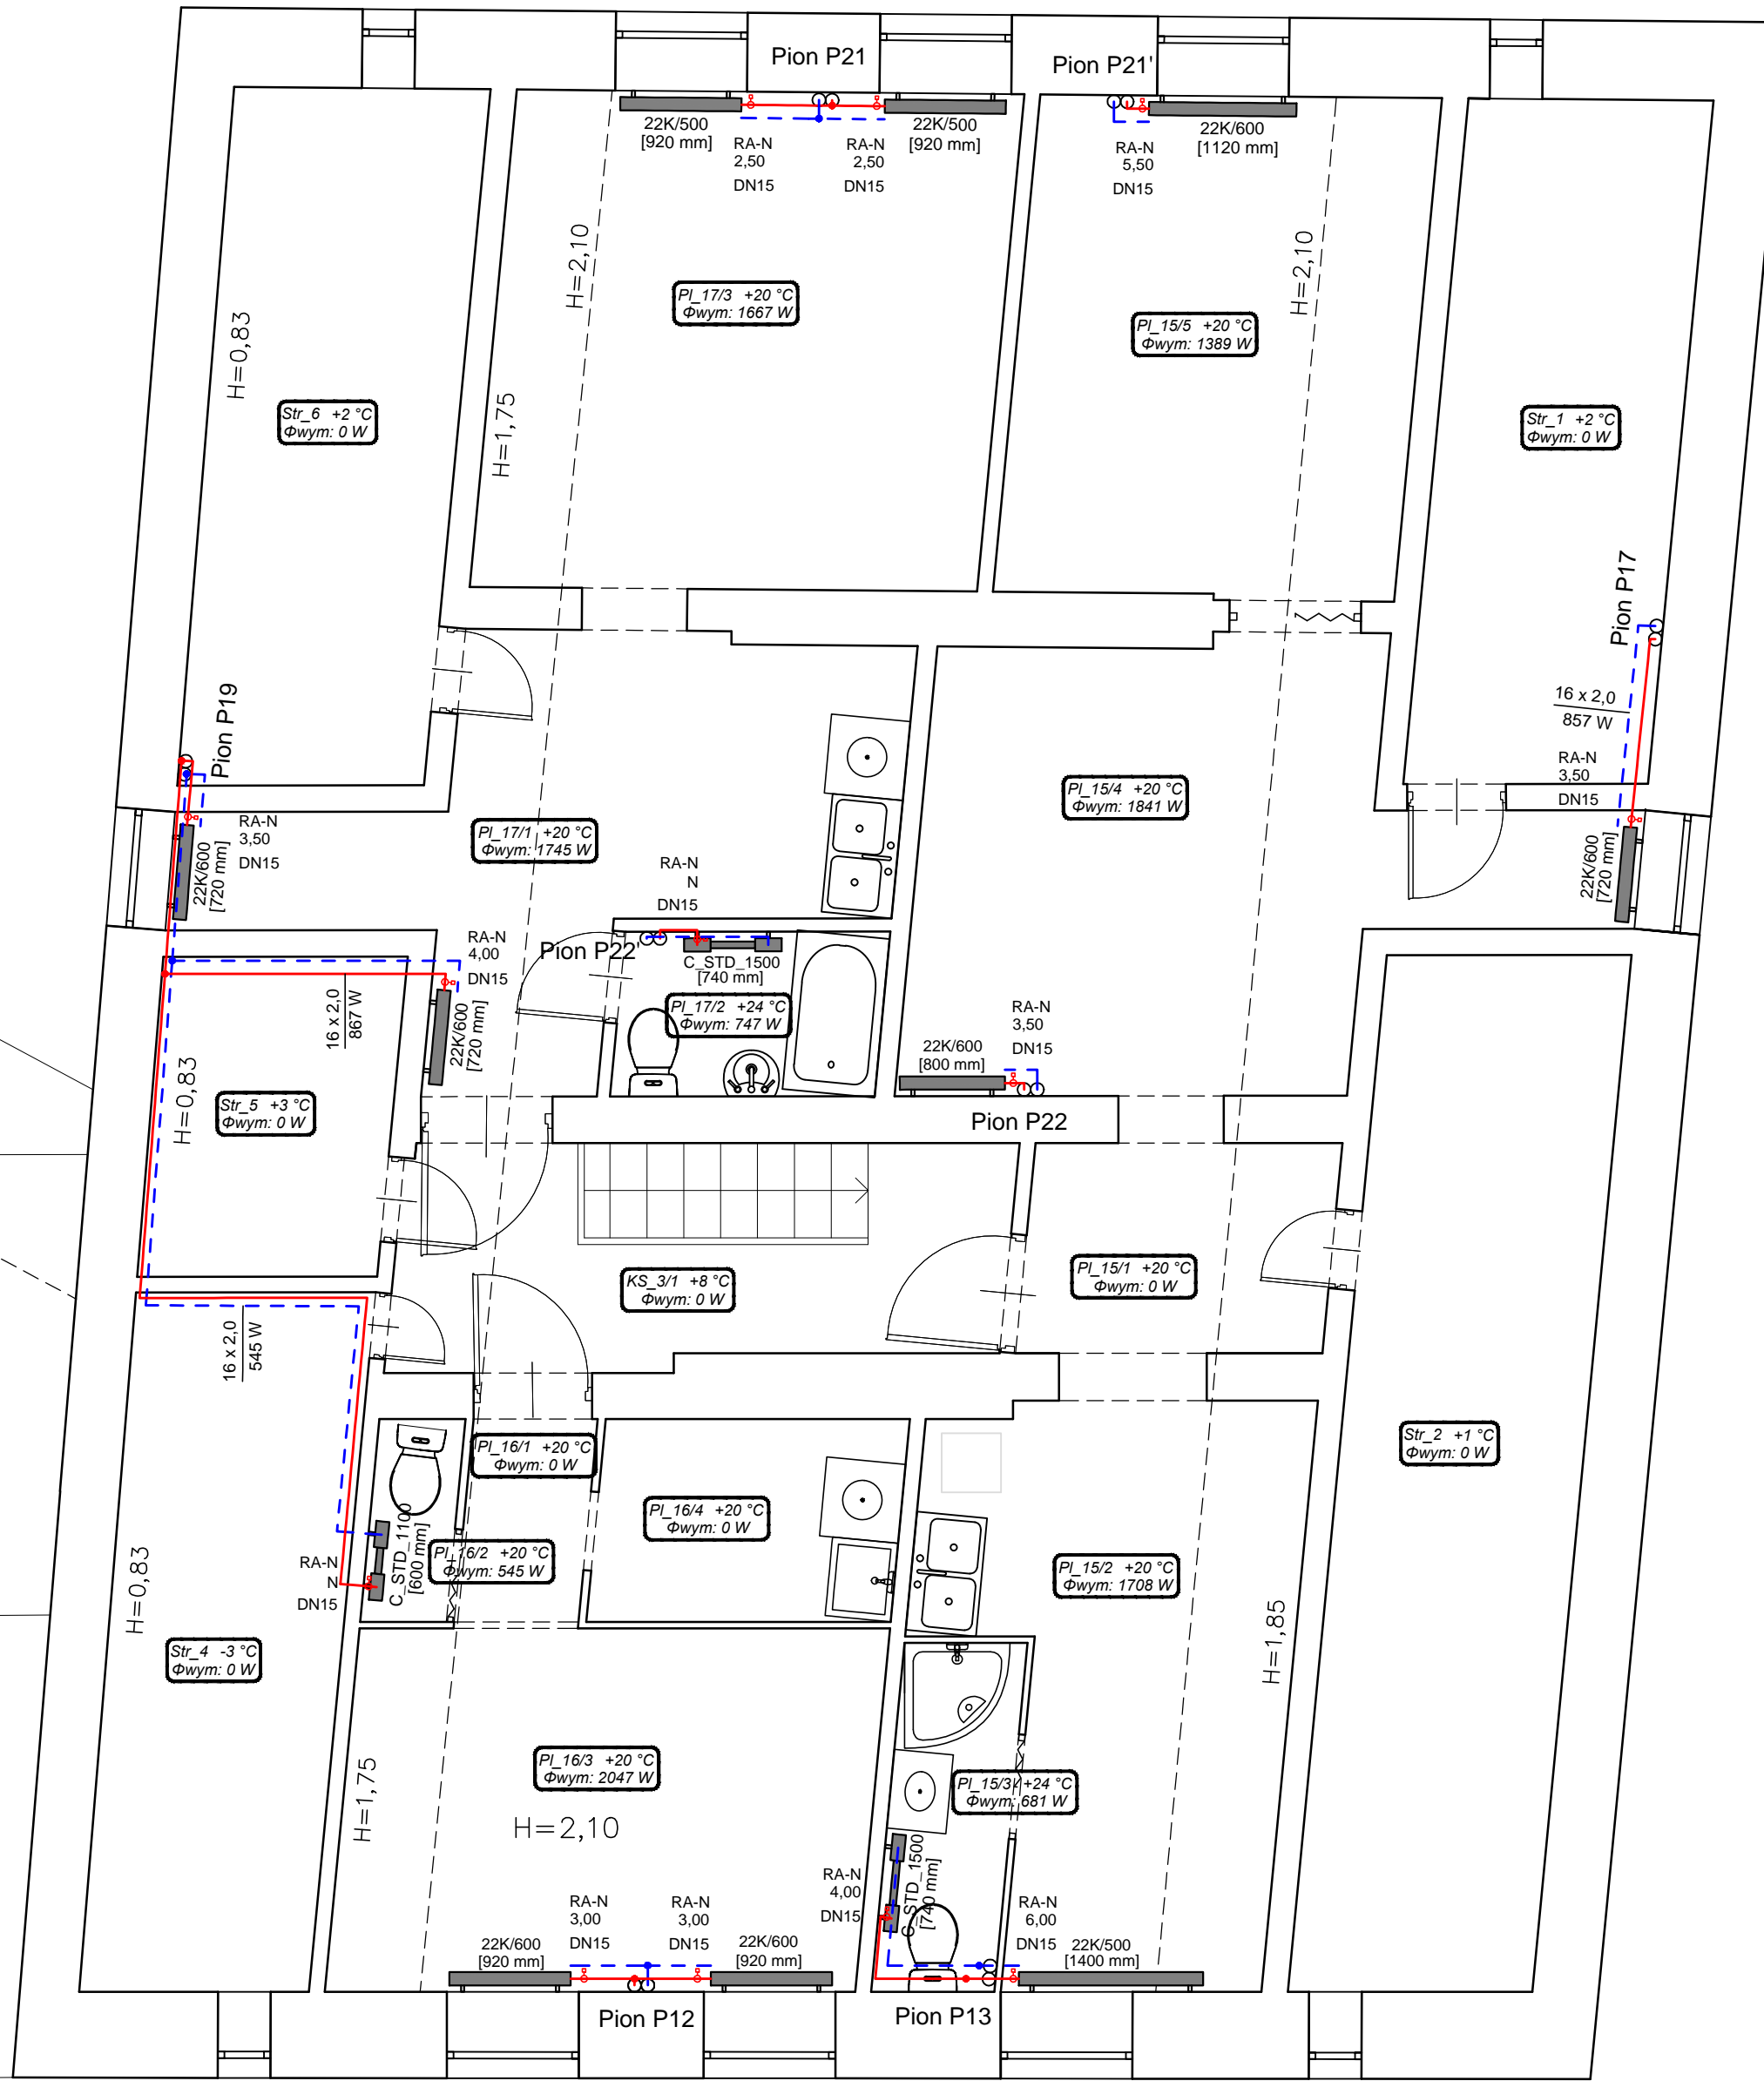 Pion P21
Pion P21'
22K/500
[920 mm]
RA-N
2,50
DN15
RA-N
2,50
DN15
22K/500
[920 mm]
RA-N
5,50
DN15
22K/600
[1120 mm]
H=2,10
H=2,10
Pl_17/3 +20 °C
Φwym: 1667 W
Pl_15/5 +20 °C
Φwym: 1389 W
H=0,83
H=1,75
Str_6 +2 °C
Φwym: 0 W
Str_1 +2 °C
Φwym: 0 W
Pion P17
16 x 2,0
857 W
RA-N
3,50
DN15
22K/600
[720 mm]
Pion P19
RA-N
3,50
DN15
22K/600
[720 mm]
Pl_17/1 +20 °C
Φwym: 1745 W
Pl_15/4 +20 °C
Φwym: 1841 W
RA-N
N
DN15
Pion P22'
C_STD_1500
[740 mm]
Pl_17/2 +24 °C
Φwym: 747 W
RA-N
4,00
DN15
16 x 2,0
867 W
22K/600
[720 mm]
RA-N
3,50
DN15
22K/600
[800 mm]
Pion P22
H=0,83
Str_5 +3 °C
Φwym: 0 W
KS_3/1 +8 °C
Φwym: 0 W
Pl_15/1 +20 °C
Φwym: 0 W
16 x 2,0
545 W
Str_2 +1 °C
Φwym: 0 W
Pl_16/1 +20 °C
Φwym: 0 W
Pl_16/4 +20 °C
Φwym: 0 W
Pl_16/2 +20 °C
Φwym: 545 W
C_STD_1100
[600 mm]
RA-N
N
DN15
Pl_15/2 +20 °C
Φwym: 1708 W
H=0,83
H=1,85
Str_4 -3 °C
Φwym: 0 W
H=1,75
Pl_16/3 +20 °C
Φwym: 2047 W
H=2,10
Pl_15/3 +24 °C
Φwym: 681 W
C_STD_1500
[740 mm]
RA-N
4,00
DN15
RA-N
3,00
DN15
RA-N
3,00
DN15
22K/600
[920 mm]
22K/600
[920 mm]
RA-N
6,00
DN15
22K/500
[1400 mm]
Pion P12
Pion P13